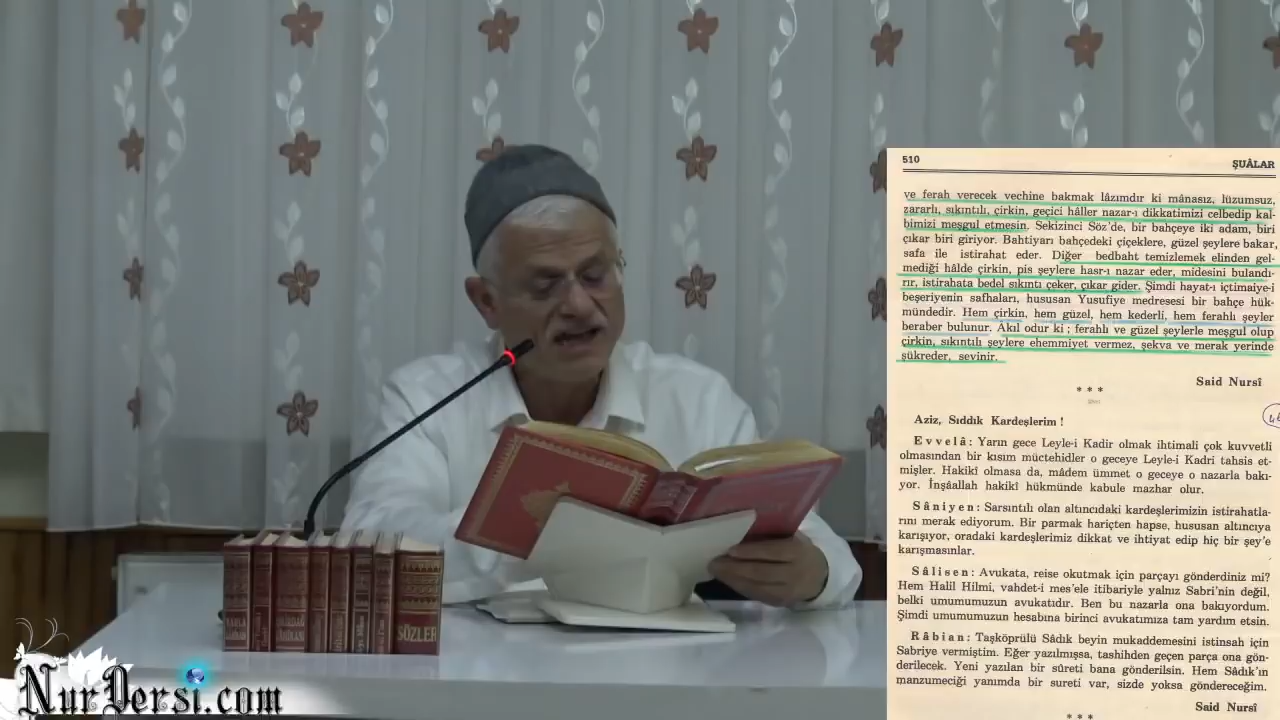 510
ŞUÂLAR
ve ferah verecek vechine bakmak lâzımdır ki mânasız, lüzumsuz,
zararlı, sıkıntılı, çirkin, geçici hâller nazar-ı dikkatimizi celbedip kal-
bimizi meşgul etmesin. Sekizinci Söz'de, bir bahçeye iki adam, biri
çıkar biri giriyor. Bahtiyarı bahçedeki çiçeklere, güzel şeylere bakar,
safa ile istirahat eder. Diğer bedbaht temizlemek elinden gel-
mediği hâlde çirkin, pis şeylere hasr-ı nazar eder, mîdesini bulandı-
rır, istirahata bedel sıkıntı çeker, çıkar gider. Şimdi hayat-ı içtimaiye-i
beşeriyenin safhaları, hususan Yusufiye medresesi bir bahçe hük-
mündedir. Hem çirkin, hem güzel, hem kederli, hem ferahlı şeyler
beraber bulunur. Âkıl odur ki ; ferahlı ve güzel şeylerle meşgul olup
çirkin, sıkıntılı şeylere ehemmiyet vermez, şekva ve merak yerinde
şükreder, sevinir.
Said Nursî
* * *
Aziz, Sıddık Kardeşlerim !
Evvelâ: Yarın gece Leyle-i Kadir olmak ihtimali çok kuvvetli
olmasından bir kısım müctehidler o geceye Leyle-i Kadri tahsis et-
mişler. Hakikî olmasa da, mâdem ümmet o geceye o nazarla bakı-
yor. İnşâallah hakikî hükmünde kabule mazhar olur.
Sâniyen: Sarsıntılı olan altıncıdaki kardeşlerimizin istirahatla-
rını merak ediyorum. Bir parmak hariçten hapse, hususan altıncıya
karışıyor, oradaki kardeşlerimiz dikkat ve ihtiyat edip hiç bir şey'e
karışmasınlar.
Sâlisen: Avukata, reise okutmak için parçayı gönderdiniz mi?
Hem Halil Hilmi, vahdet-i mes'ele itibariyle yalnız Sabri'nin değil,
belki umumumuzun avukatıdır. Ben bu nazarla ona bakıyordum.
Şimdi umumumuzun hesabına birinci avukatımıza tam yardım etsin.
Râbian: Taşköprülü Sâdık beyin mukaddemesini istinsah için
Sabriye vermiştim. Eğer yazılmışsa, tashihden geçen parça ona gön-
derilecek. Yeni yazılan bir sûreti bana gönderilsin. Hem Sâdık'ın
manzumeciği yanımda bir sureti var, sizde yoksa göndereceğim.
Said Nursî
* * *
SÖZLER
NurDersi.com